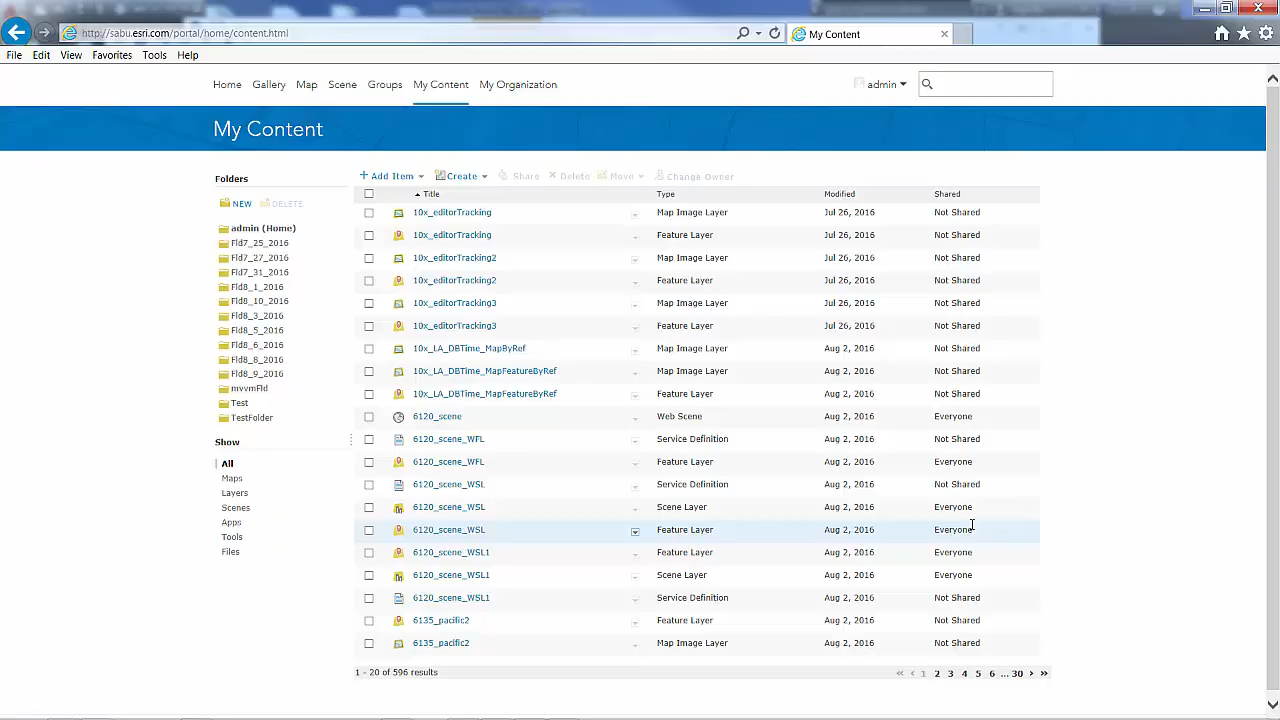 http://sabu.esri.com/portal/home/content.html
My Content
File Edit View Favorites Tools Help
Home Gallery Map Scene Groups My Content My Organization
admin
My Content
Folders
NEW DELETE
admin (Home)
Fld7_25_2016
Fld7_27_2016
Fld7_31_2016
Fld8_1_2016
Fld8_10_2016
Fld8_3_2016
Fld8_5_2016
Fld8_6_2016
Fld8_8_2016
Fld8_9_2016
mvvmFld
Test
TestFolder
Show
All
Maps
Layers
Scenes
Apps
Tools
Files
Add Item Create Share Delete Move Change Owner
Title Type Modified Shared
10x_editorTracking Map Image Layer Jul 26, 2016 Not Shared
10x_editorTracking Feature Layer Jul 26, 2016 Not Shared
10x_editorTracking2 Map Image Layer Jul 26, 2016 Not Shared
10x_editorTracking2 Feature Layer Jul 26, 2016 Not Shared
10x_editorTracking3 Map Image Layer Jul 26, 2016 Not Shared
10x_editorTracking3 Feature Layer Jul 26, 2016 Not Shared
10x_LA_DBTime_MapByRef Map Image Layer Aug 2, 2016 Not Shared
10x_LA_DBTime_MapFeatureByRef Map Image Layer Aug 2, 2016 Not Shared
10x_LA_DBTime_MapFeatureByRef Feature Layer Aug 2, 2016 Not Shared
6120_scene Web Scene Aug 2, 2016 Everyone
6120_scene_WFL Service Definition Aug 2, 2016 Not Shared
6120_scene_WFL Feature Layer Aug 2, 2016 Everyone
6120_scene_WSL Service Definition Aug 2, 2016 Not Shared
6120_scene_WSL Scene Layer Aug 2, 2016 Everyone
6120_scene_WSL Feature Layer Aug 2, 2016 Everyone
6120_scene_WSL1 Feature Layer Aug 2, 2016 Everyone
6120_scene_WSL1 Scene Layer Aug 2, 2016 Everyone
6120_scene_WSL1 Service Definition Aug 2, 2016 Not Shared
6135_pacific2 Feature Layer Aug 2, 2016 Not Shared
6135_pacific2 Map Image Layer Aug 2, 2016 Not Shared
1 - 20 of 596 results
« ‹ 1 2 3 4 5 6 ... 30 › »